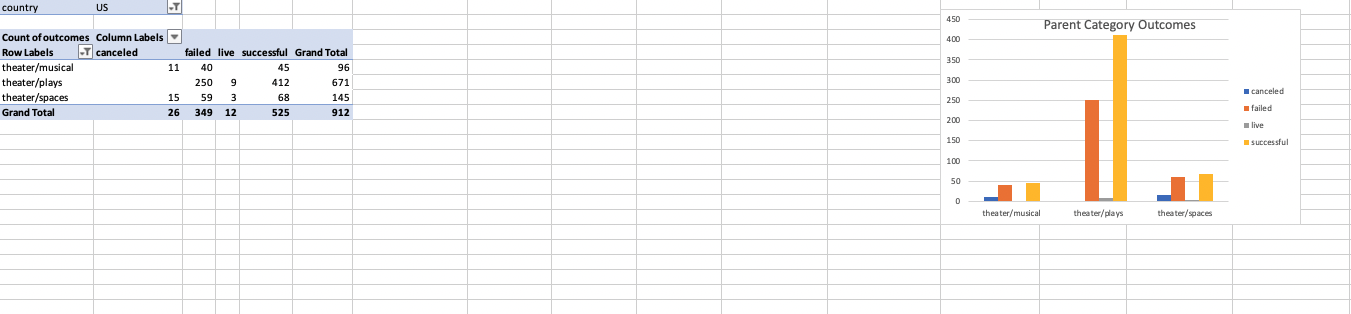 country US
Count of outcomes Column Labels
Row Labels canceled failed live successful Grand Total
theater/musical 11 40 45 96
theater/plays 250 9 412 671
theater/spaces 15 59 3 68 145
Grand Total 26 349 12 525 912
Parent Category Outcomes
450
400
350
300
250
200
150
100
50
0
theater/musical theater/plays theater/spaces
canceled
failed
live
successful